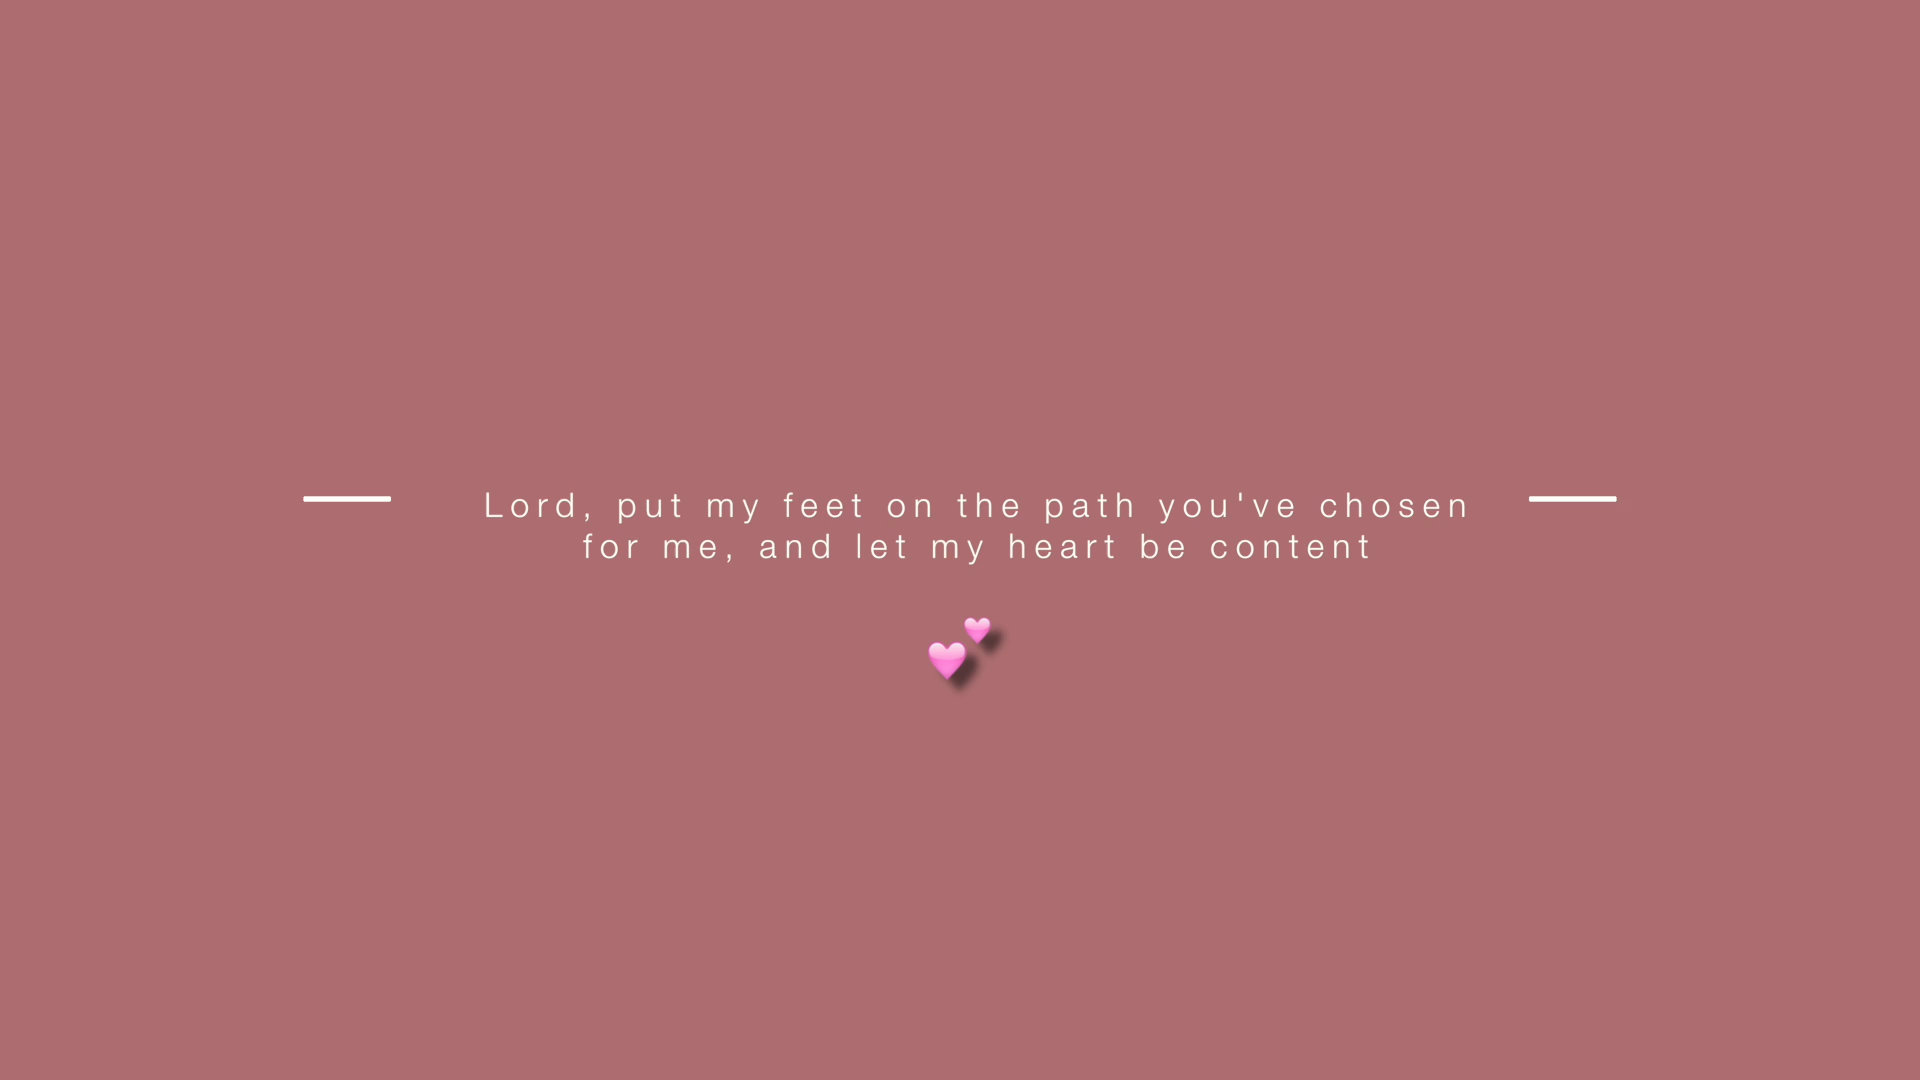 Lord, put my feet on the path you've chosen
for me, and let my heart be content